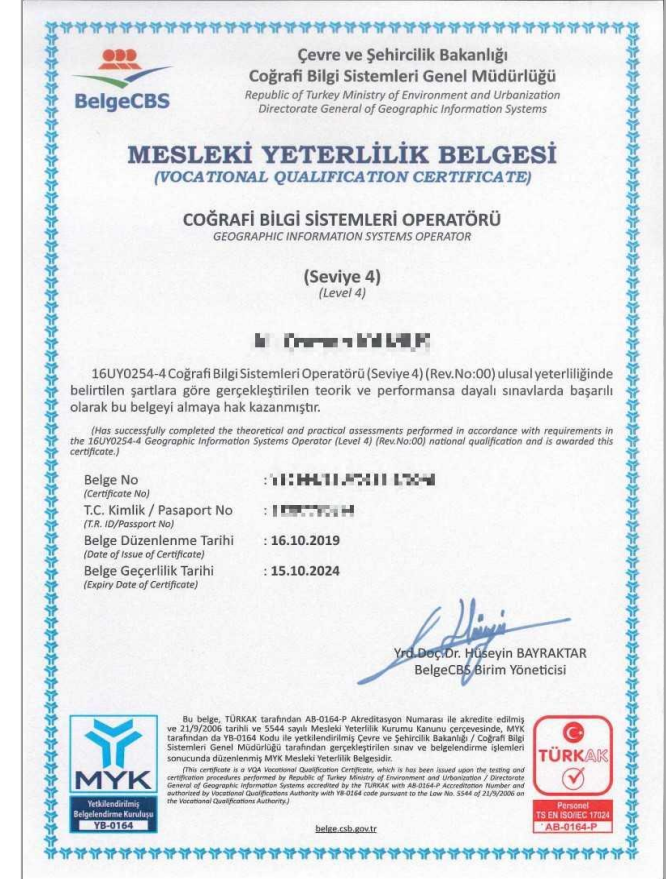 BelgeCBS
Çevre ve Şehircilik Bakanlığı
Coğrafi Bilgi Sistemleri Genel Müdürlüğü
Republic of Turkey Ministry of Environment and Urbanization
Directorate General of Geographic Information Systems
MESLEKİ YETERLİLİK BELGESİ
(VOCATIONAL QUALIFICATION CERTIFICATE)
COĞRAFİ BİLGİ SİSTEMLERİ OPERATÖRÜ
GEOGRAPHIC INFORMATION SYSTEMS OPERATOR
(Seviye 4)
(Level 4)
16UY0254-4 Coğrafi Bilgi Sistemleri Operatörü (Seviye 4) (Rev.No:00) ulusal yeterliliğinde
belirtilen şartlara göre gerçekleştirilen teorik ve performansa dayalı sınavlarda başarılı
olarak bu belgeyi almaya hak kazanmıştır.
(Has successfully completed the theoretical and practical assessments performed in accordance with requirements in
the 16UY0254-4 Geographic Information Systems Operator (Level 4) (Rev.No:00) national qualification and is awarded this
certificate.)
Belge No :
(Certificate No)
T.C. Kimlik / Pasaport No :
(T.R. ID/Passport No)
Belge Düzenlenme Tarihi : 16.10.2019
(Date of Issue of Certificate)
Belge Geçerlilik Tarihi : 15.10.2024
(Expiry Date of Certificate)
Yrd.Doç.Dr. Hüseyin BAYRAKTAR
BelgeCBS Birim Yöneticisi
Bu belge, TÜRKAK tarafından AB-0164-P Akreditasyon Numarası ile akredite edilmiş
ve 21/9/2006 tarihli ve 5544 sayılı Mesleki Yeterlilik Kurumu Kanunu çerçevesinde, MYK
tarafından da YB-0164 Kodu ile yetkilendirilmiş Çevre ve Şehircilik Bakanlığı / Coğrafi Bilgi
Sistemleri Genel Müdürlüğü tarafından gerçekleştirilen sınav ve belgelendirme işlemleri
sonucunda düzenlenmiş MYK Mesleki Yeterlilik Belgesidir.
(This certificate is a VQA Vocational Qualification Certificate, which is has been issued upon the testing and
certification procedures performed by Republic of Turkey Ministry of Environment and Urbanization / Directorate
General of Geographic Information Systems accredited by the TURKAK with AB-0164-P Accreditation Number and
authorized by Vocational Qualifications Authority with YB-0164 code pursuant to the Law No. 5544 of 21/9/2006 on
the Vocational Qualifications Authority.)
MYK
Yetkilendirilmiş
Belgelendirme Kuruluşu
YB-0164
belge.csb.gov.tr
TÜRKAK
Personel
TS EN ISO/IEC 17024
AB-0164-P